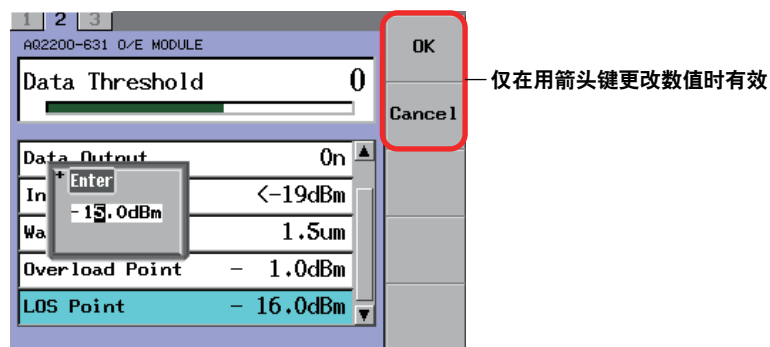 1 2 3
AQ2200-631 O/E MODULE
Data Threshold 0
Data Output On
In <-19dBm
Wa 1.5um
Overload Point - 1.0dBm
LOS Point - 16.0dBm
Enter
-15.0dBm
OK
Cancel
仅在用箭头键更改数值时有效